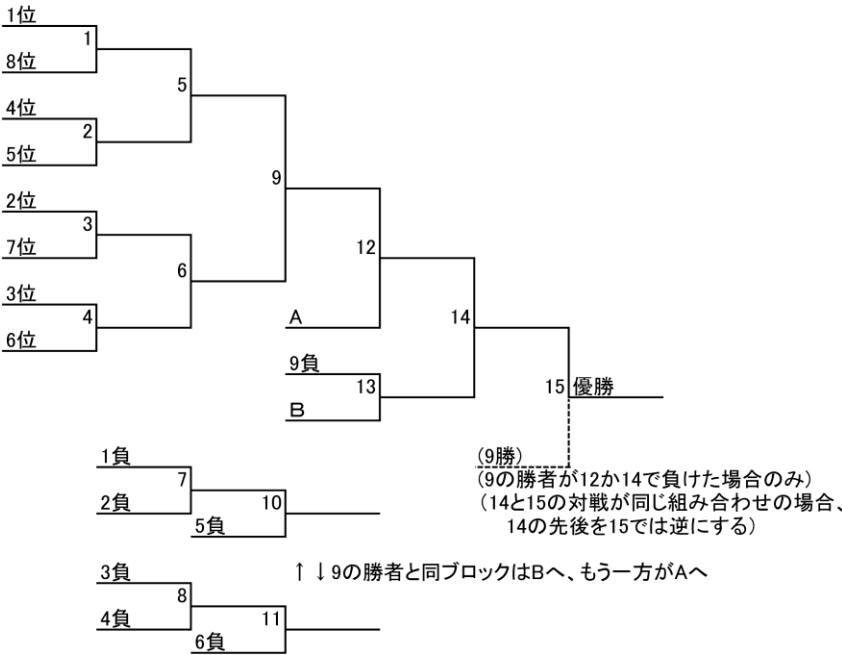 1位
1
8位
5
4位
2
5位
9
2位
3
7位
12
6
3位
4
A
14
6位
9負
13
15 優勝
B
1負
(9勝)
7
(9の勝者が12か14で負けた場合のみ)
2負
10
(14と15の対戦が同じ組み合わせの場合、
5負
14の先後を15では逆にする)
3負
↑↓9の勝者と同ブロックはBへ、もう一方がAへ
8
4負
11
6負